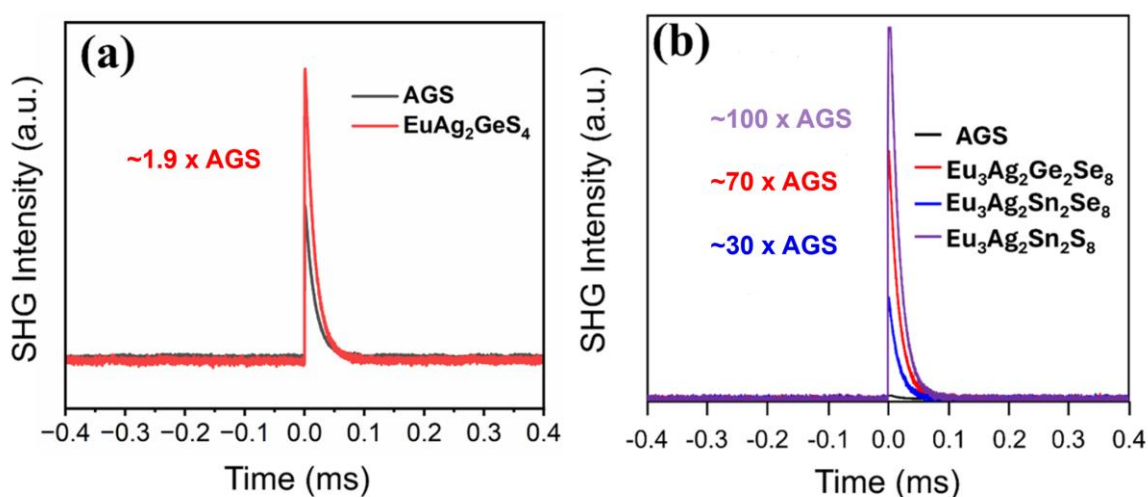 (a)
AGS
EuAg₂GeS₄
~1.9 x AGS
SHG Intensity (a.u.)
−0.4 −0.3 −0.2 −0.1 0.0 0.1 0.2 0.3 0.4
Time (ms)
(b)
~100 x AGS
~70 x AGS
~30 x AGS
AGS
Eu₃Ag₂Ge₂Se₈
Eu₃Ag₂Sn₂Se₈
Eu₃Ag₂Sn₂S₈
SHG Intensity (a.u.)
-0.4 -0.3 -0.2 -0.1 0.0 0.1 0.2 0.3 0.4
Time (ms)